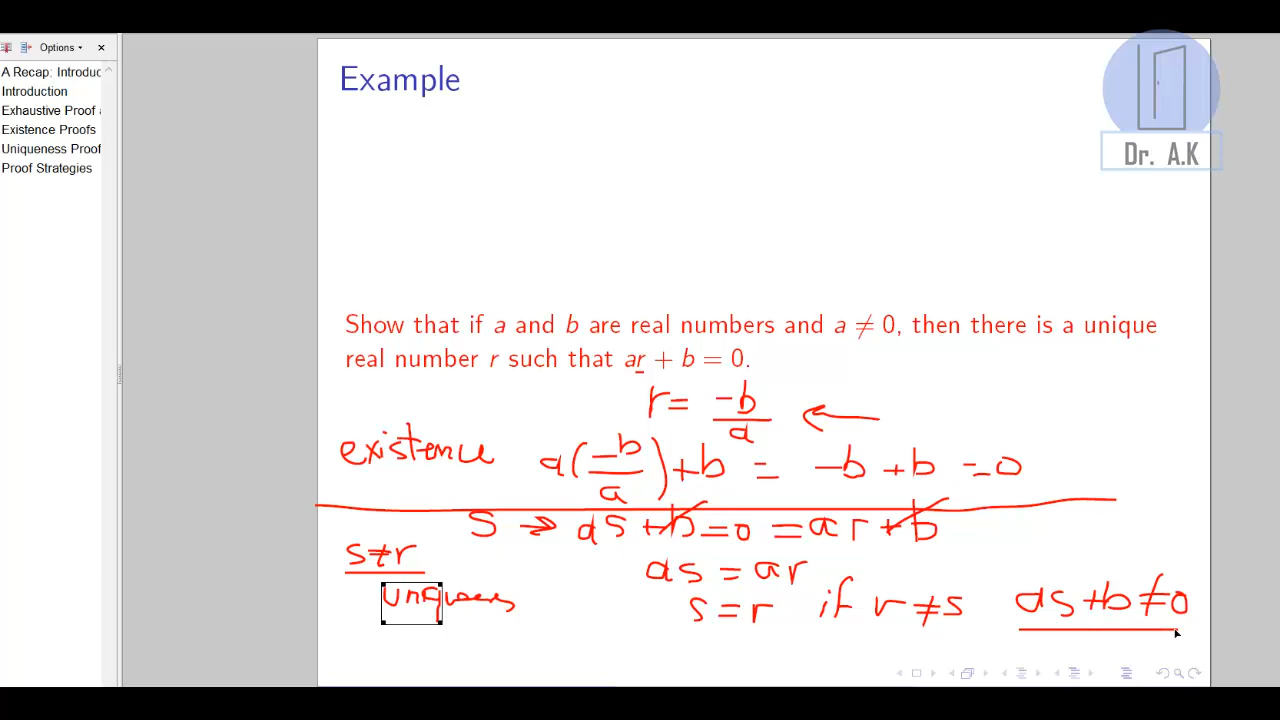 Options
A Recap: Introduc
Introduction
Exhaustive Proof a
Existence Proofs
Uniqueness Proof
Proof Strategies
Example
Dr. A.K
Show that if a and b are real numbers and a ≠ 0, then there is a unique
real number r such that ar + b = 0.
r = -b/a ←
existence a(-b/a) + b = -b + b = 0
s → as + b = 0 = ar + b
s ≠ r
as = ar
uniqueness
s = r if r ≠ s as + b ≠ 0